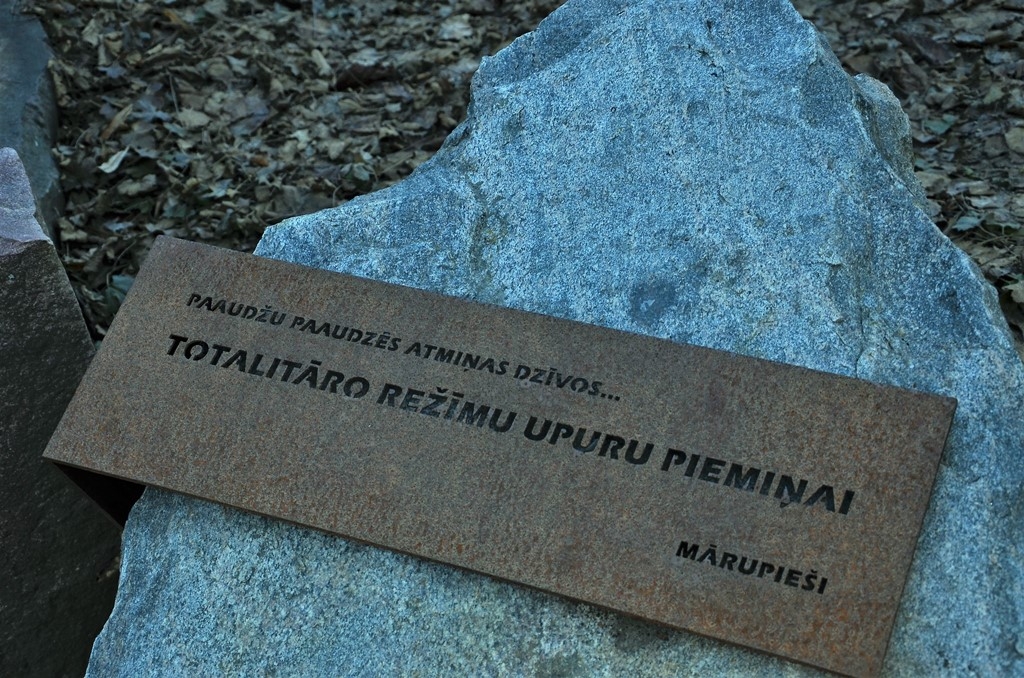 PAAUDŽU PAAUDZĒS ATMIŅAS DZĪVOS...
TOTALITĀRO REŽĪMU UPURU PIEMIŅAI
MĀRUPIEŠI